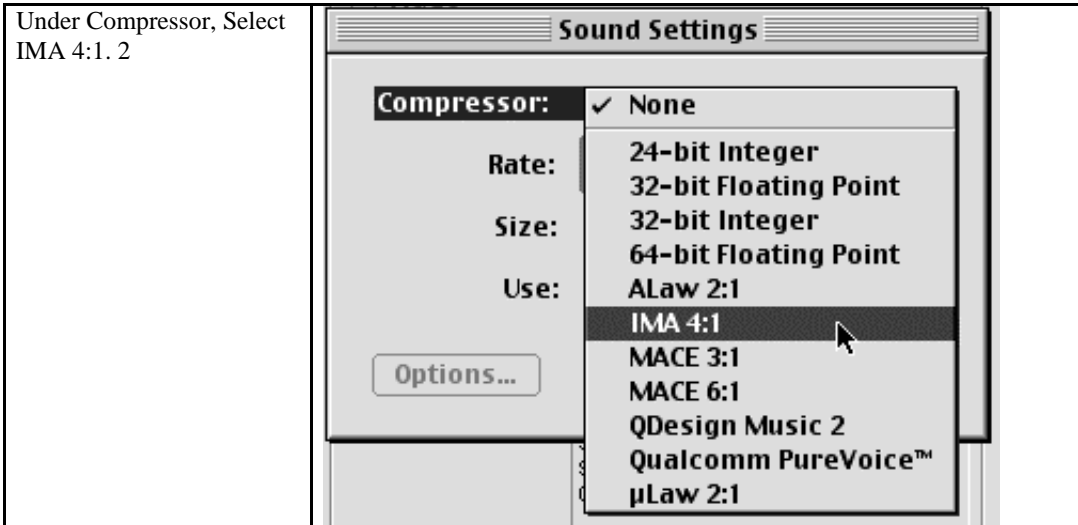 Under Compressor, Select
IMA 4:1. 2
Sound Settings
Compressor:
✓ None
Rate:
24-bit Integer
32-bit Floating Point
Size:
32-bit Integer
64-bit Floating Point
Use:
ALaw 2:1
IMA 4:1
MACE 3:1
Options...
MACE 6:1
QDesign Music 2
Qualcomm PureVoice™
µLaw 2:1